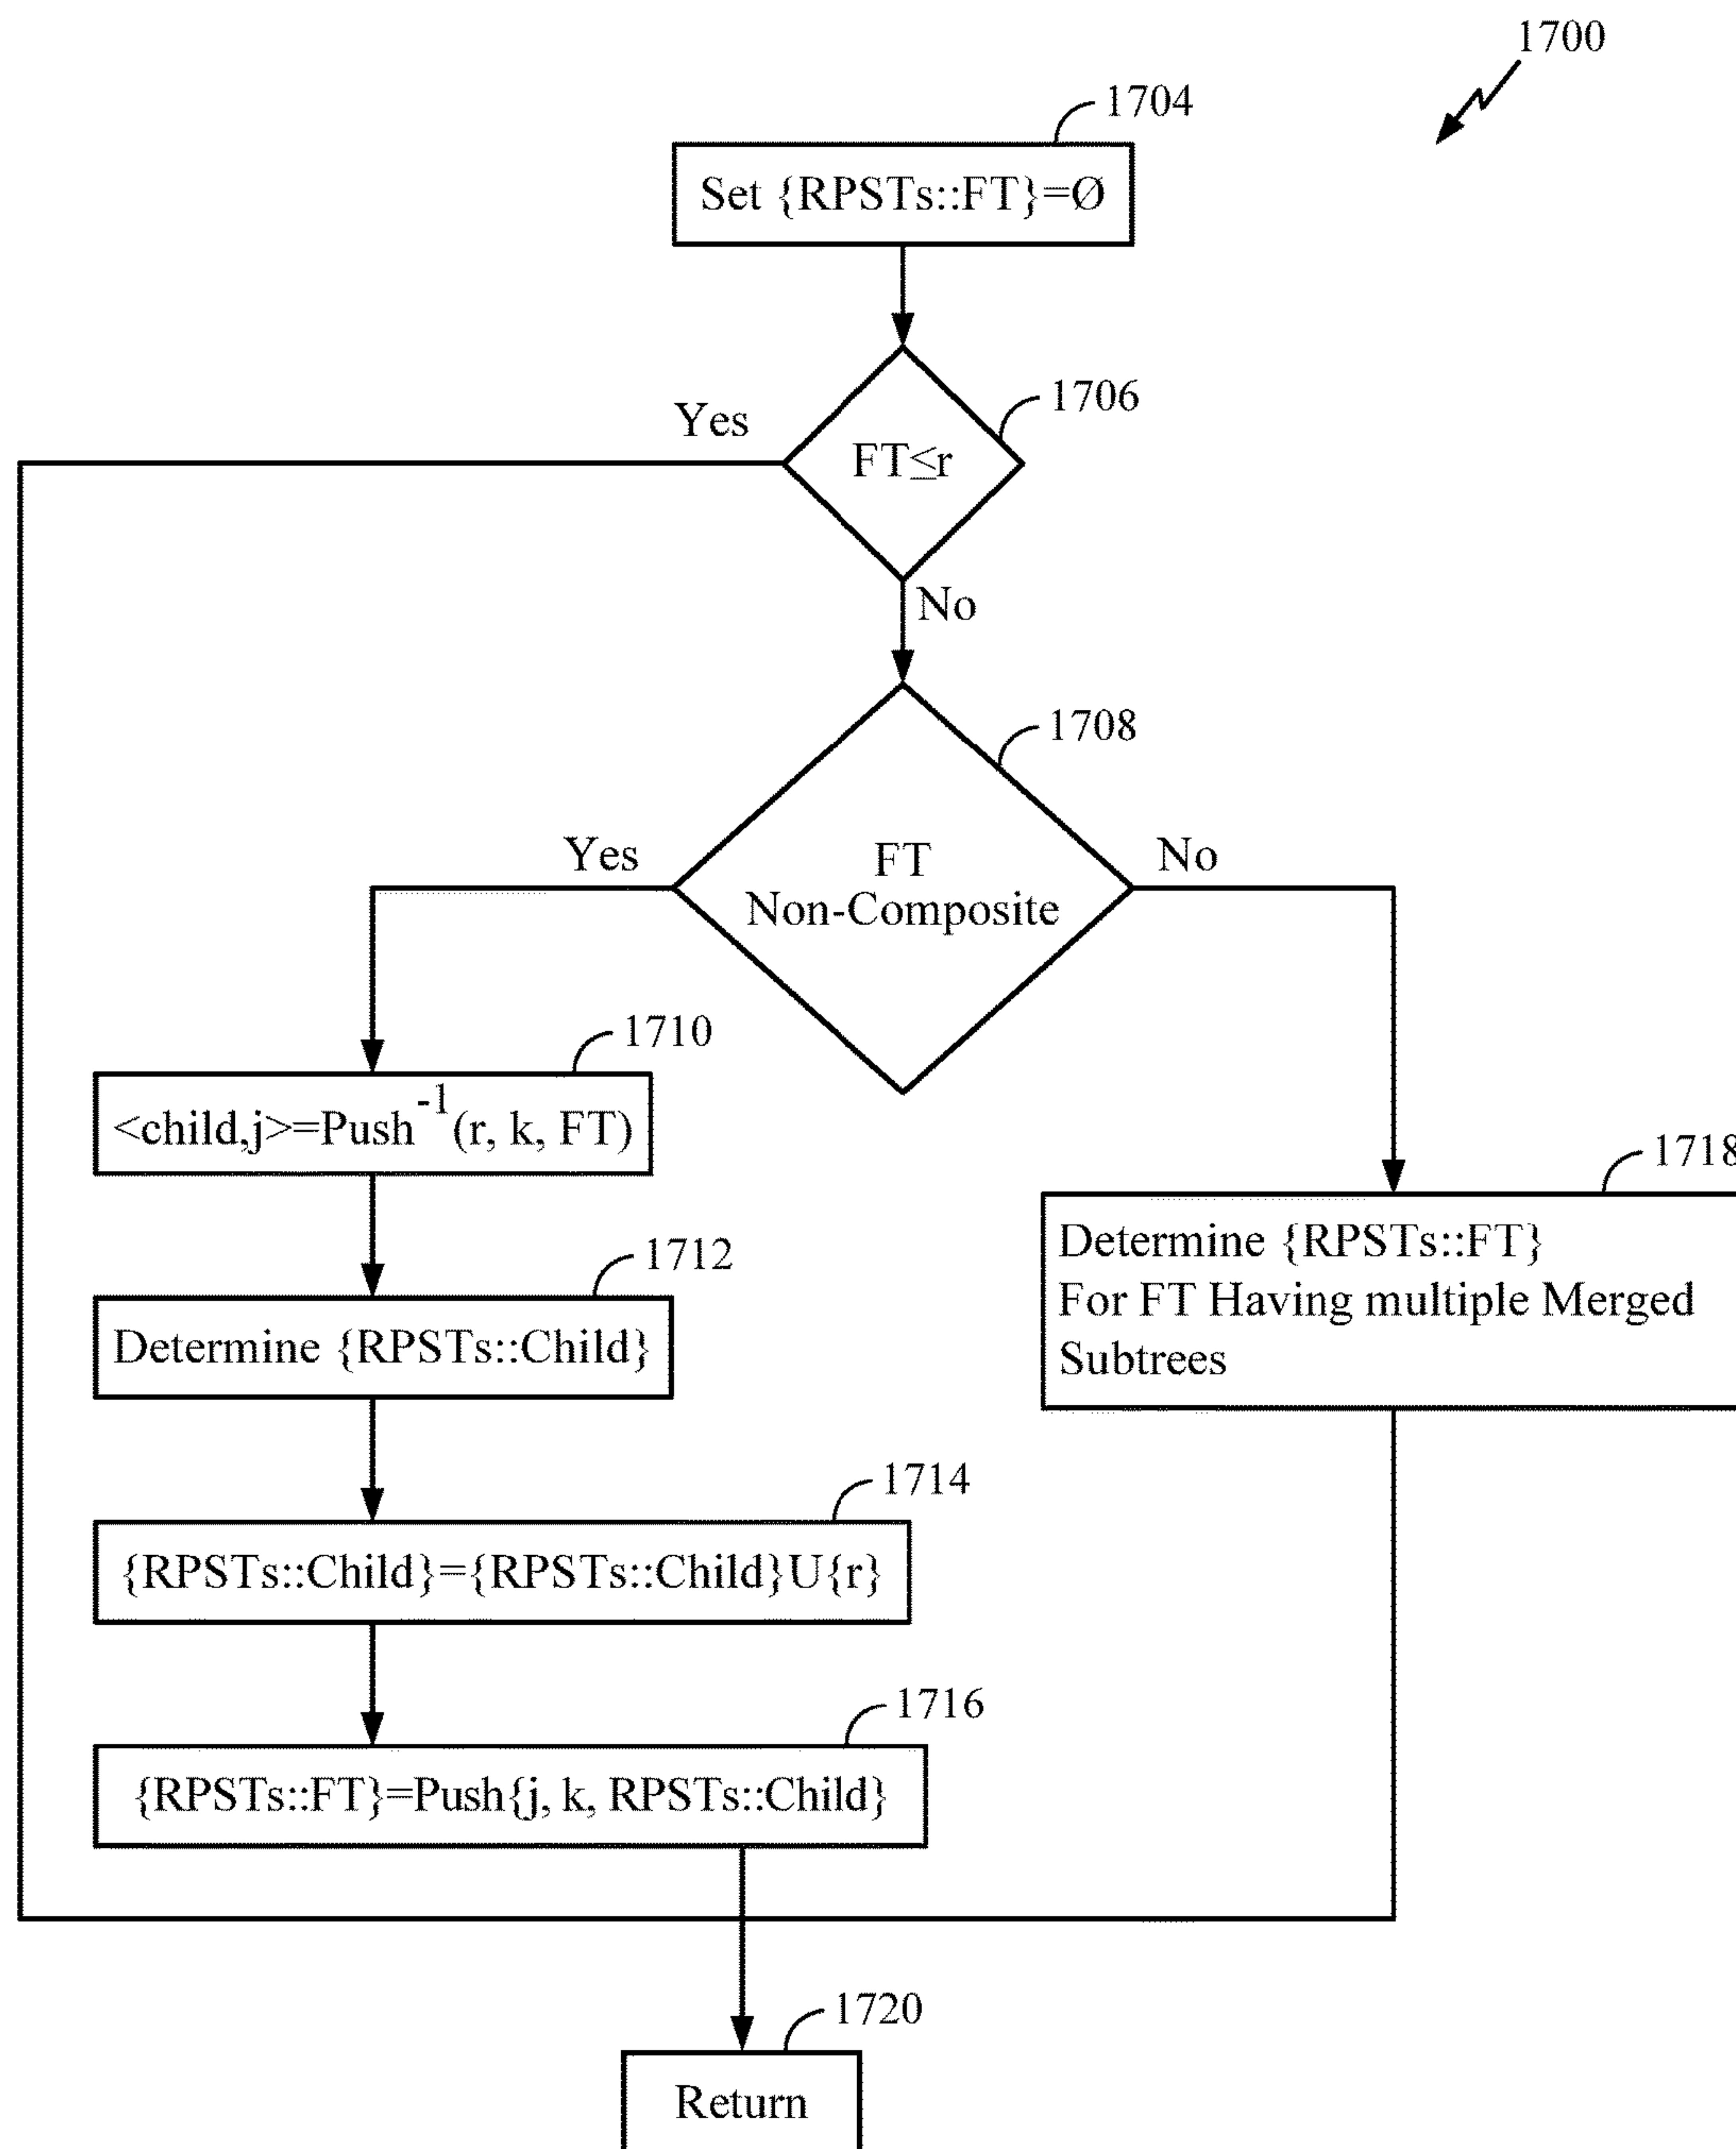 1700
1704
Set {RPSTs::FT}=Ø
1706
Yes
FT≤r
No
1708
Yes
FT
Non-Composite
No
1710
<child,j>=Push⁻¹(r, k, FT)
1718
Determine {RPSTs::FT}
For FT Having multiple Merged
Subtrees
1712
Determine {RPSTs::Child}
1714
{RPSTs::Child}={RPSTs::Child}U{r}
1716
{RPSTs::FT}=Push{j, k, RPSTs::Child}
1720
Return